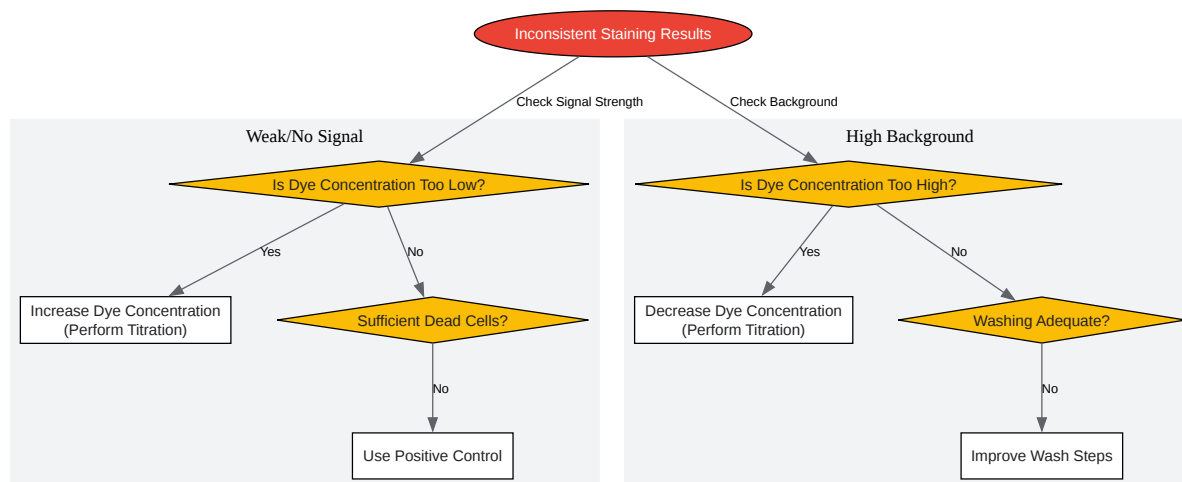 Inconsistent Staining Results
Check Signal Strength
Check Background
Weak/No Signal
High Background
Is Dye Concentration Too Low?
Is Dye Concentration Too High?
Yes
No
Yes
No
Increase Dye Concentration
(Perform Titration)
Sufficient Dead Cells?
Decrease Dye Concentration
(Perform Titration)
Washing Adequate?
No
No
Use Positive Control
Improve Wash Steps